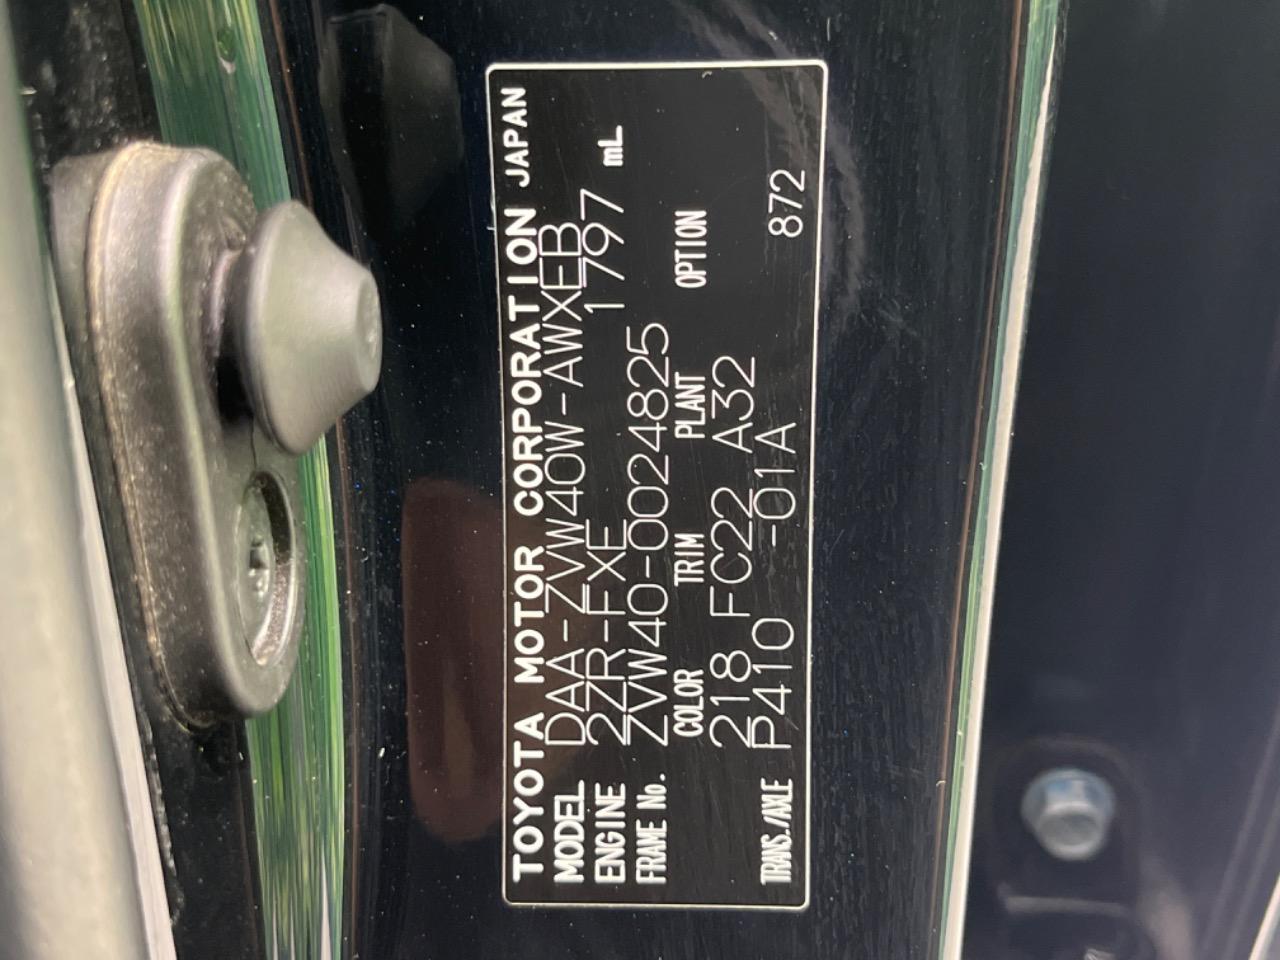 TOYOTA MOTOR CORPORATION JAPAN
MODEL DAA-ZVW40W-AWXEB
ENGINE 2ZR-FXE 1797 mL
FRAME No. ZVW40-0024825
COLOR TRIM PLANT OPTION
218 FC22 A32
TRANS./AXLE P410 -01A 872